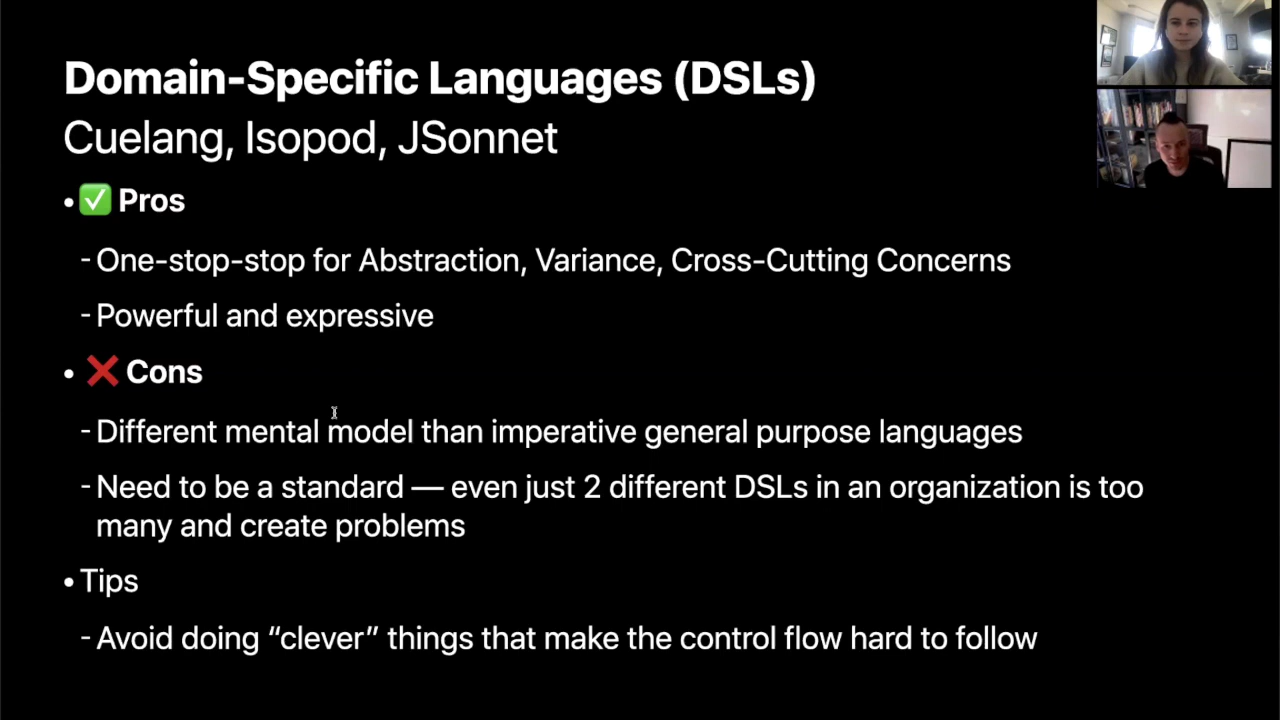 Domain-Specific Languages (DSLs)
Cuelang, Isopod, JSonnet
• ✅ Pros
- One-stop-stop for Abstraction, Variance, Cross-Cutting Concerns
- Powerful and expressive
• ❌ Cons
- Different mental model than imperative general purpose languages
- Need to be a standard — even just 2 different DSLs in an organization is too
many and create problems
• Tips
- Avoid doing “clever” things that make the control flow hard to follow